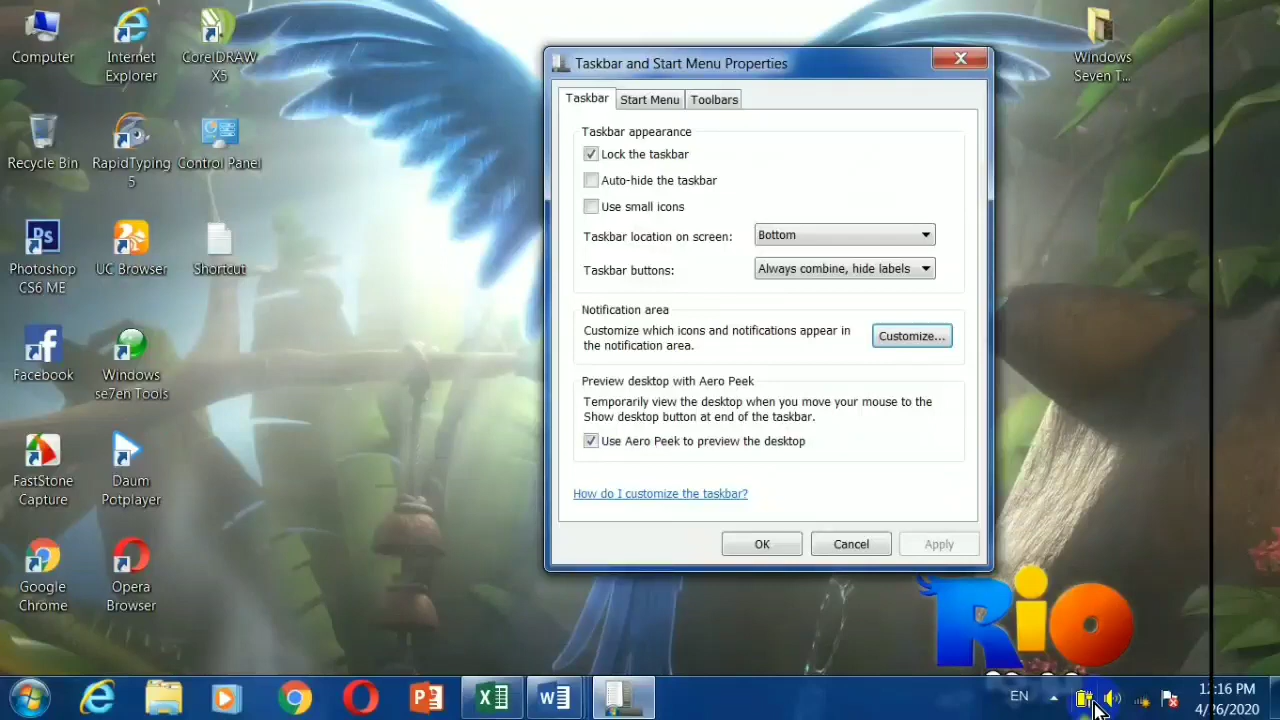 Computer
Internet
Explorer
CorelDRAW
X5
Windows
Seven T...
Recycle Bin
RapidTyping
5
Control Panel
Ps
Photoshop
CS6 ME
UC Browser
Shortcut
Facebook
Windows
se7en Tools
FastStone
Capture
Daum
Potplayer
Google
Chrome
Opera
Browser
Taskbar and Start Menu Properties
Taskbar
Start Menu
Toolbars
Taskbar appearance
Lock the taskbar
Auto-hide the taskbar
Use small icons
Taskbar location on screen:
Bottom
Taskbar buttons:
Always combine, hide labels
Notification area
Customize which icons and notifications appear in
the notification area.
Customize...
Preview desktop with Aero Peek
Temporarily view the desktop when you move your mouse to the
Show desktop button at end of the taskbar.
Use Aero Peek to preview the desktop
How do I customize the taskbar?
OK
Cancel
Apply
Rio
EN
12:16 PM
4/26/2020